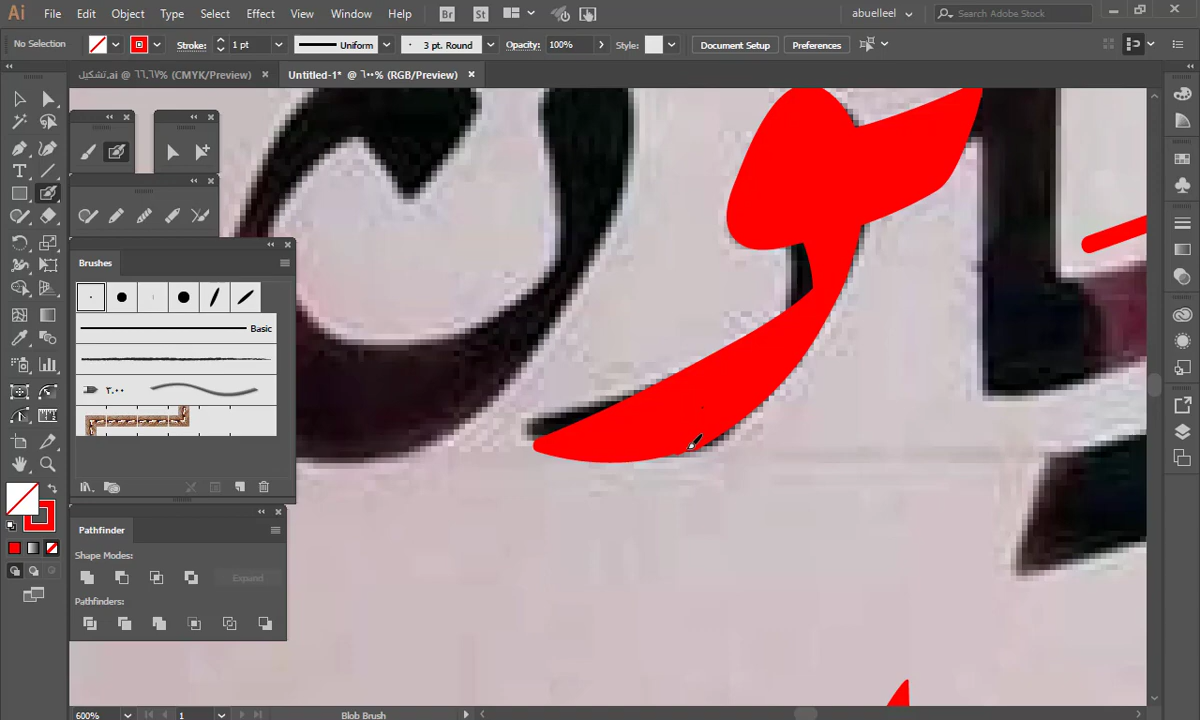 Ai File Edit Object Type Select Effect View Window Help Br St abuelleel Search Adobe Stock
No Selection Stroke: 1 pt Uniform 3 pt. Round Opacity: 100% Style: Document Setup Preferences
تشكيل.ai @ ٦٦.٦٧% (CMYK/Preview) × Untitled-1* @ ٦٠٠% (RGB/Preview) ×
Brushes
Basic
٣.٠٠
Pathfinder
Shape Modes:
Expand
Pathfinders:
600% 1 Blob Brush